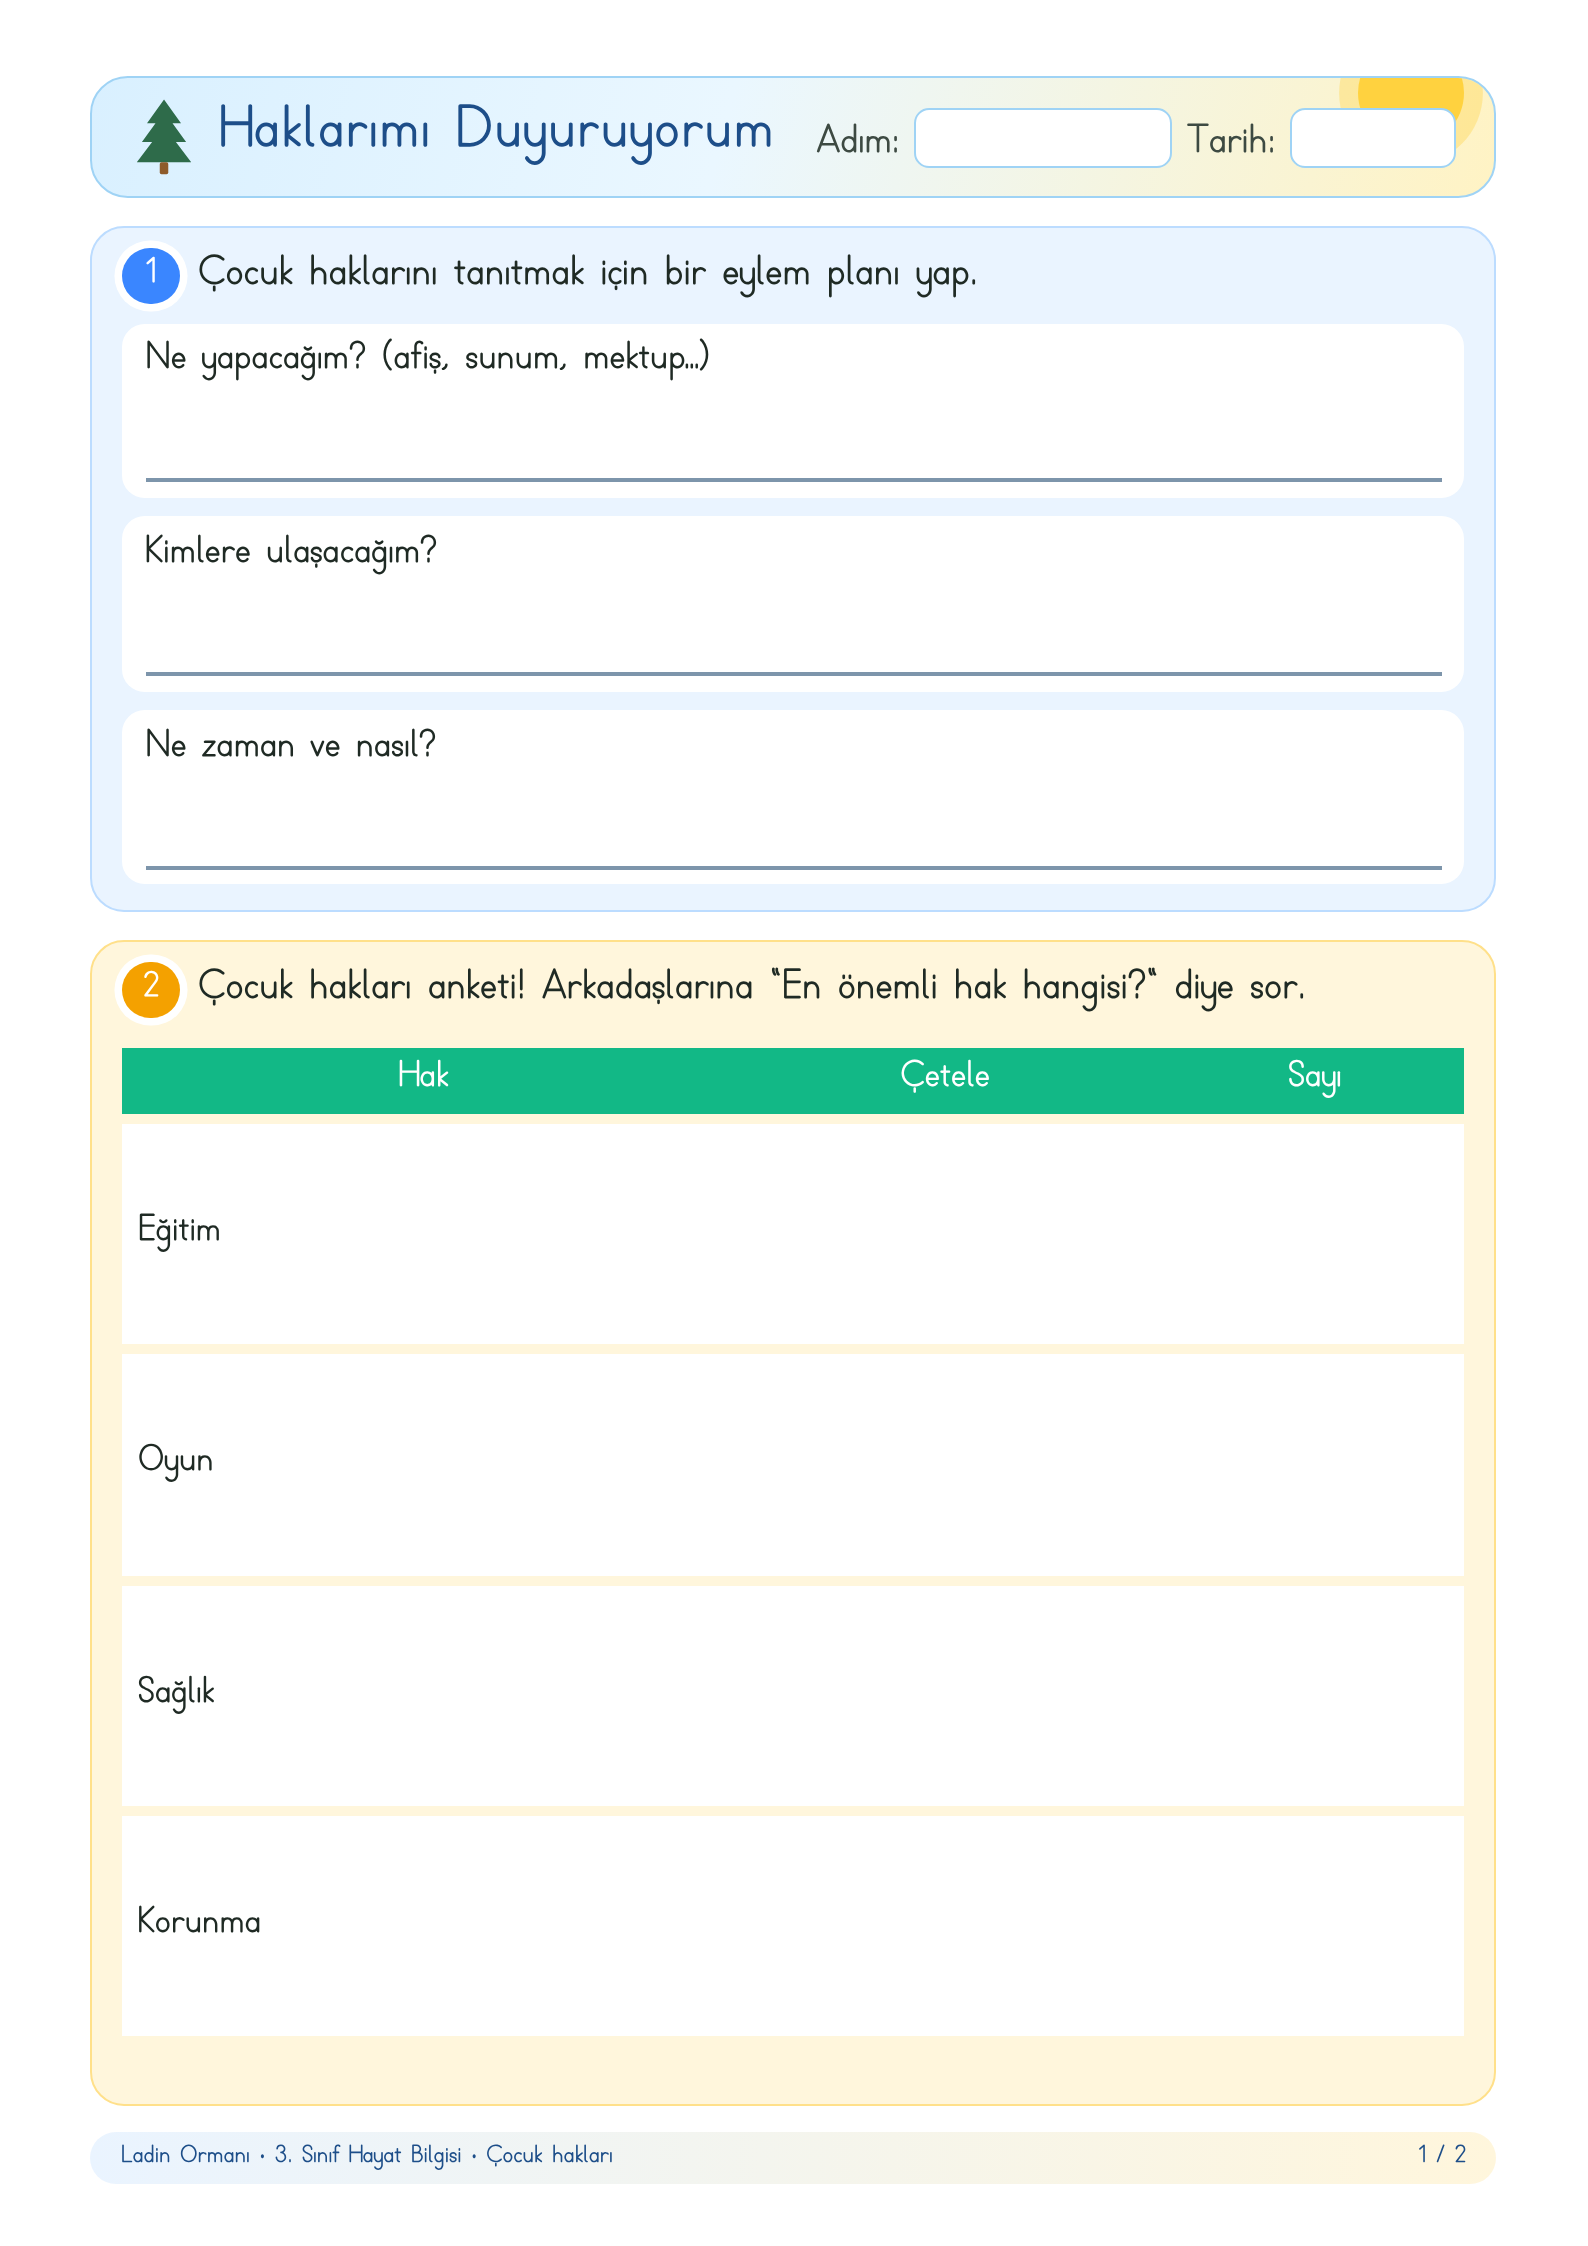 Haklarımı Duyuruyorum Adım: Tarih:
1 Çocuk haklarını tanıtmak için bir eylem planı yap.
Ne yapacağım? (afiş, sunum, mektup...)
Kimlere ulaşacağım?
Ne zaman ve nasıl?
2 Çocuk hakları anketi! Arkadaşlarına “En önemli hak hangisi?“ diye sor.
Hak Çetele Sayı
Eğitim
Oyun
Sağlık
Korunma
Ladin Ormanı • 3. Sınıf Hayat Bilgisi • Çocuk hakları 1 / 2